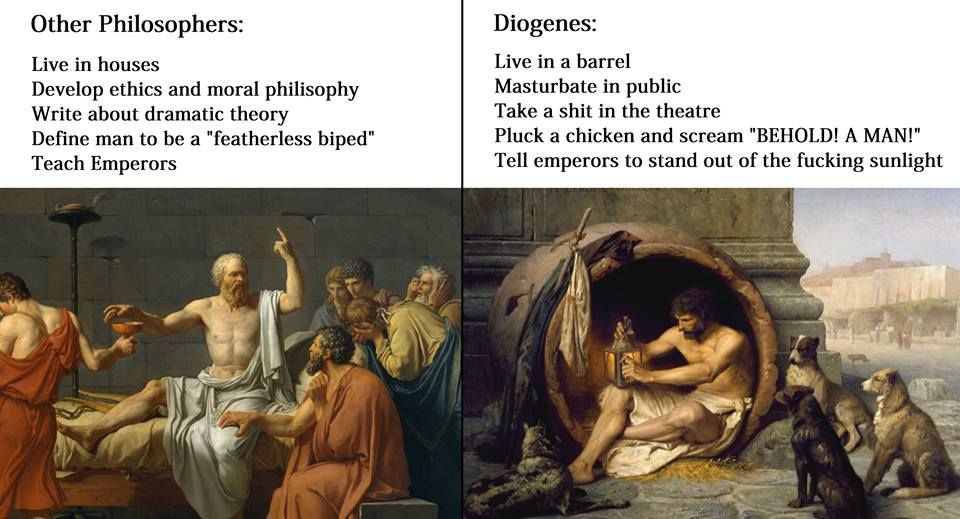 Other Philosophers:
Live in houses
Develop ethics and moral philisophy
Write about dramatic theory
Define man to be a "featherless biped"
Teach Emperors
Diogenes:
Live in a barrel
Masturbate in public
Take a shit in the theatre
Pluck a chicken and scream "BEHOLD! A MAN!"
Tell emperors to stand out of the fucking sunlight